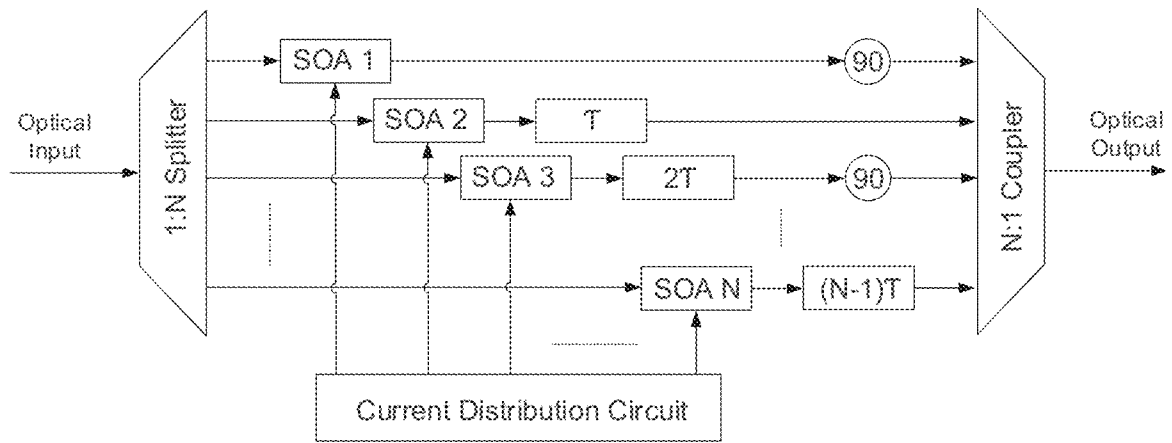 SOA 1
90
SOA 2
T
SOA 3
2T
90
SOA N
(N-1)T
Optical
Input
1:N Splitter
N:1 Coupler
Optical
Output
Current Distribution Circuit